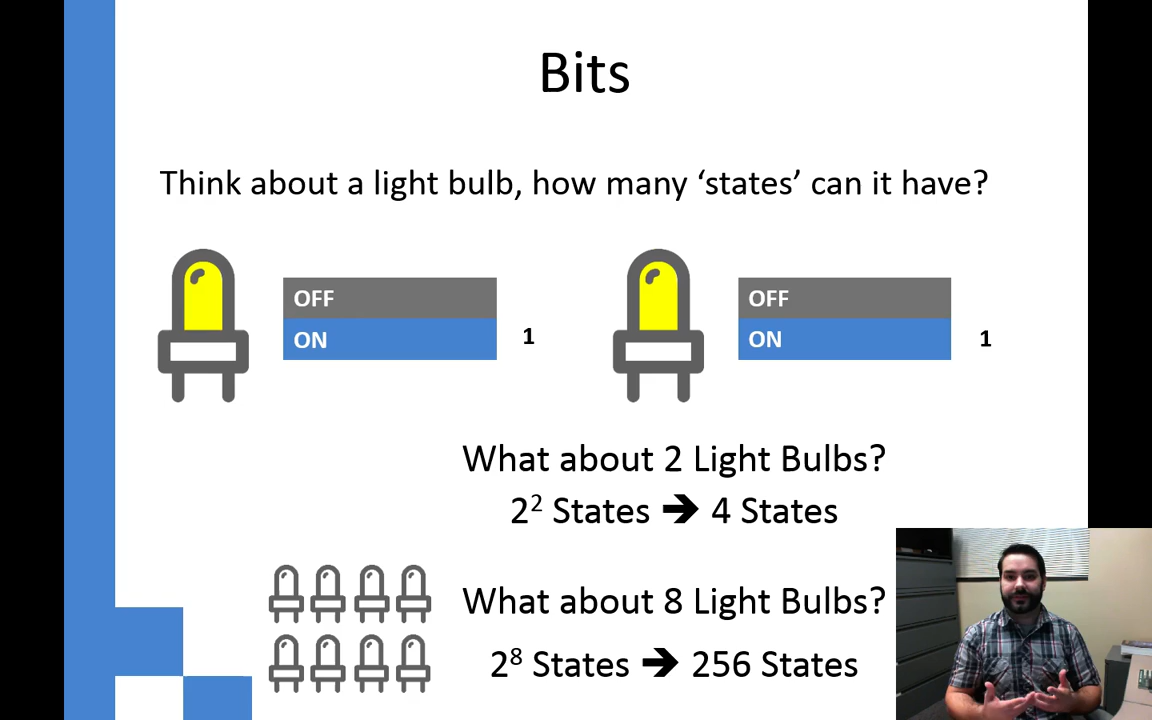 Bits
Think about a light bulb, how many ‘states’ can it have?
OFF
ON
1
OFF
ON
1
What about 2 Light Bulbs?
2² States 🡺 4 States
What about 8 Light Bulbs?
2⁸ States 🡺 256 States